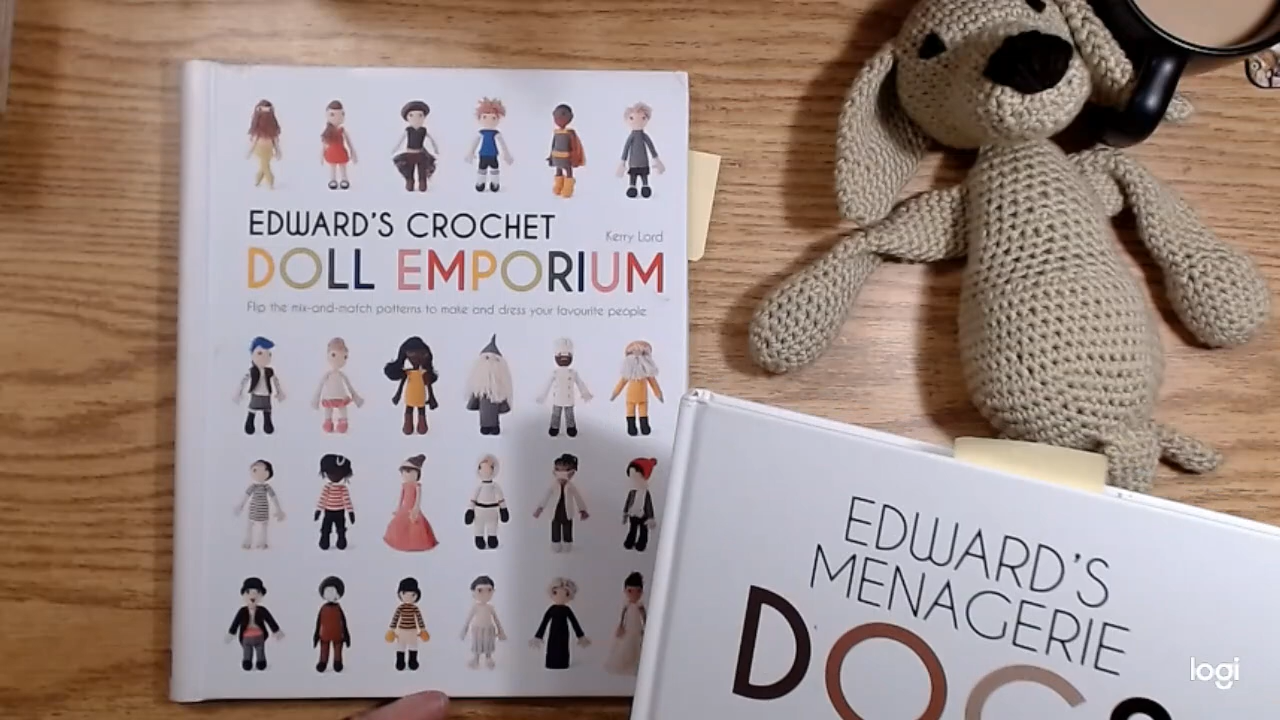 EDWARD'S CROCHET
Kerry Lord
DOLL EMPORIUM
Flip the mix-and-match patterns to make and dress your favourite people
EDWARD'S
MENAGERIE
DOGS
logi